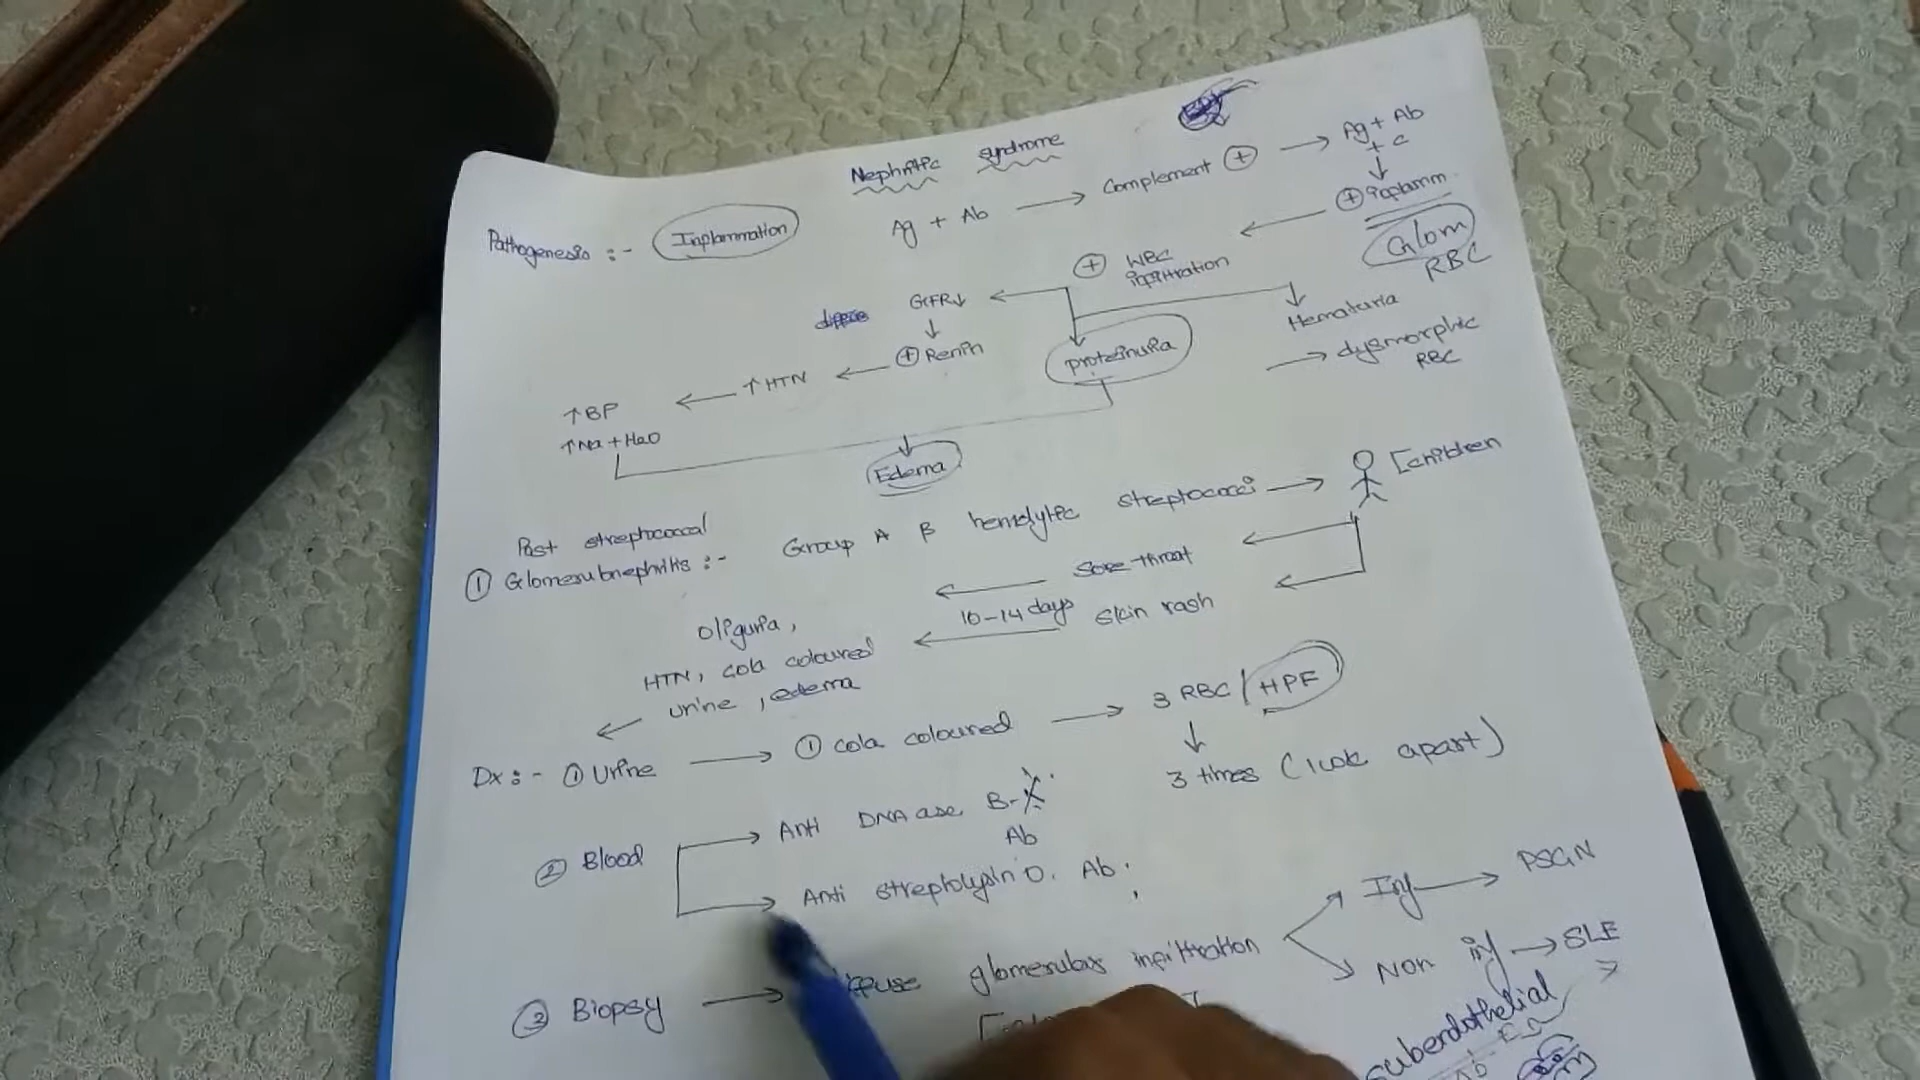 Nephritic syndrome
Pathogenesis :- Inflammation Ag + Ab → Complement ⊕ → Ag + Ab
+ C
↓
⊕ inflamm.
Glom
RBC
⊕ WBC
infiltration
GFR↓ ←
Hematuria
↓
⊕ Renin
proteinuria
→ dysmorphic
RBC
↑BP ← ↑HTN ←
↑Na + H2O
Edema
Post streptococcal
① Glomerulonephritis :- Group A β hemolytic streptococci → [children
sore throat
10-14 days skin rash
oliguria,
HTN, cola coloured
urine, edema
Dx :- ① Urine → ① cola coloured → 3 RBC / HPF
↓
3 times (1wk apart)
② Blood → Anti DNAase B-
Ab
→ Anti streptolysin O. Ab.
③ Biopsy → glomerular infiltration
Inf → PSGN
Non inf → SLE
subendothelial